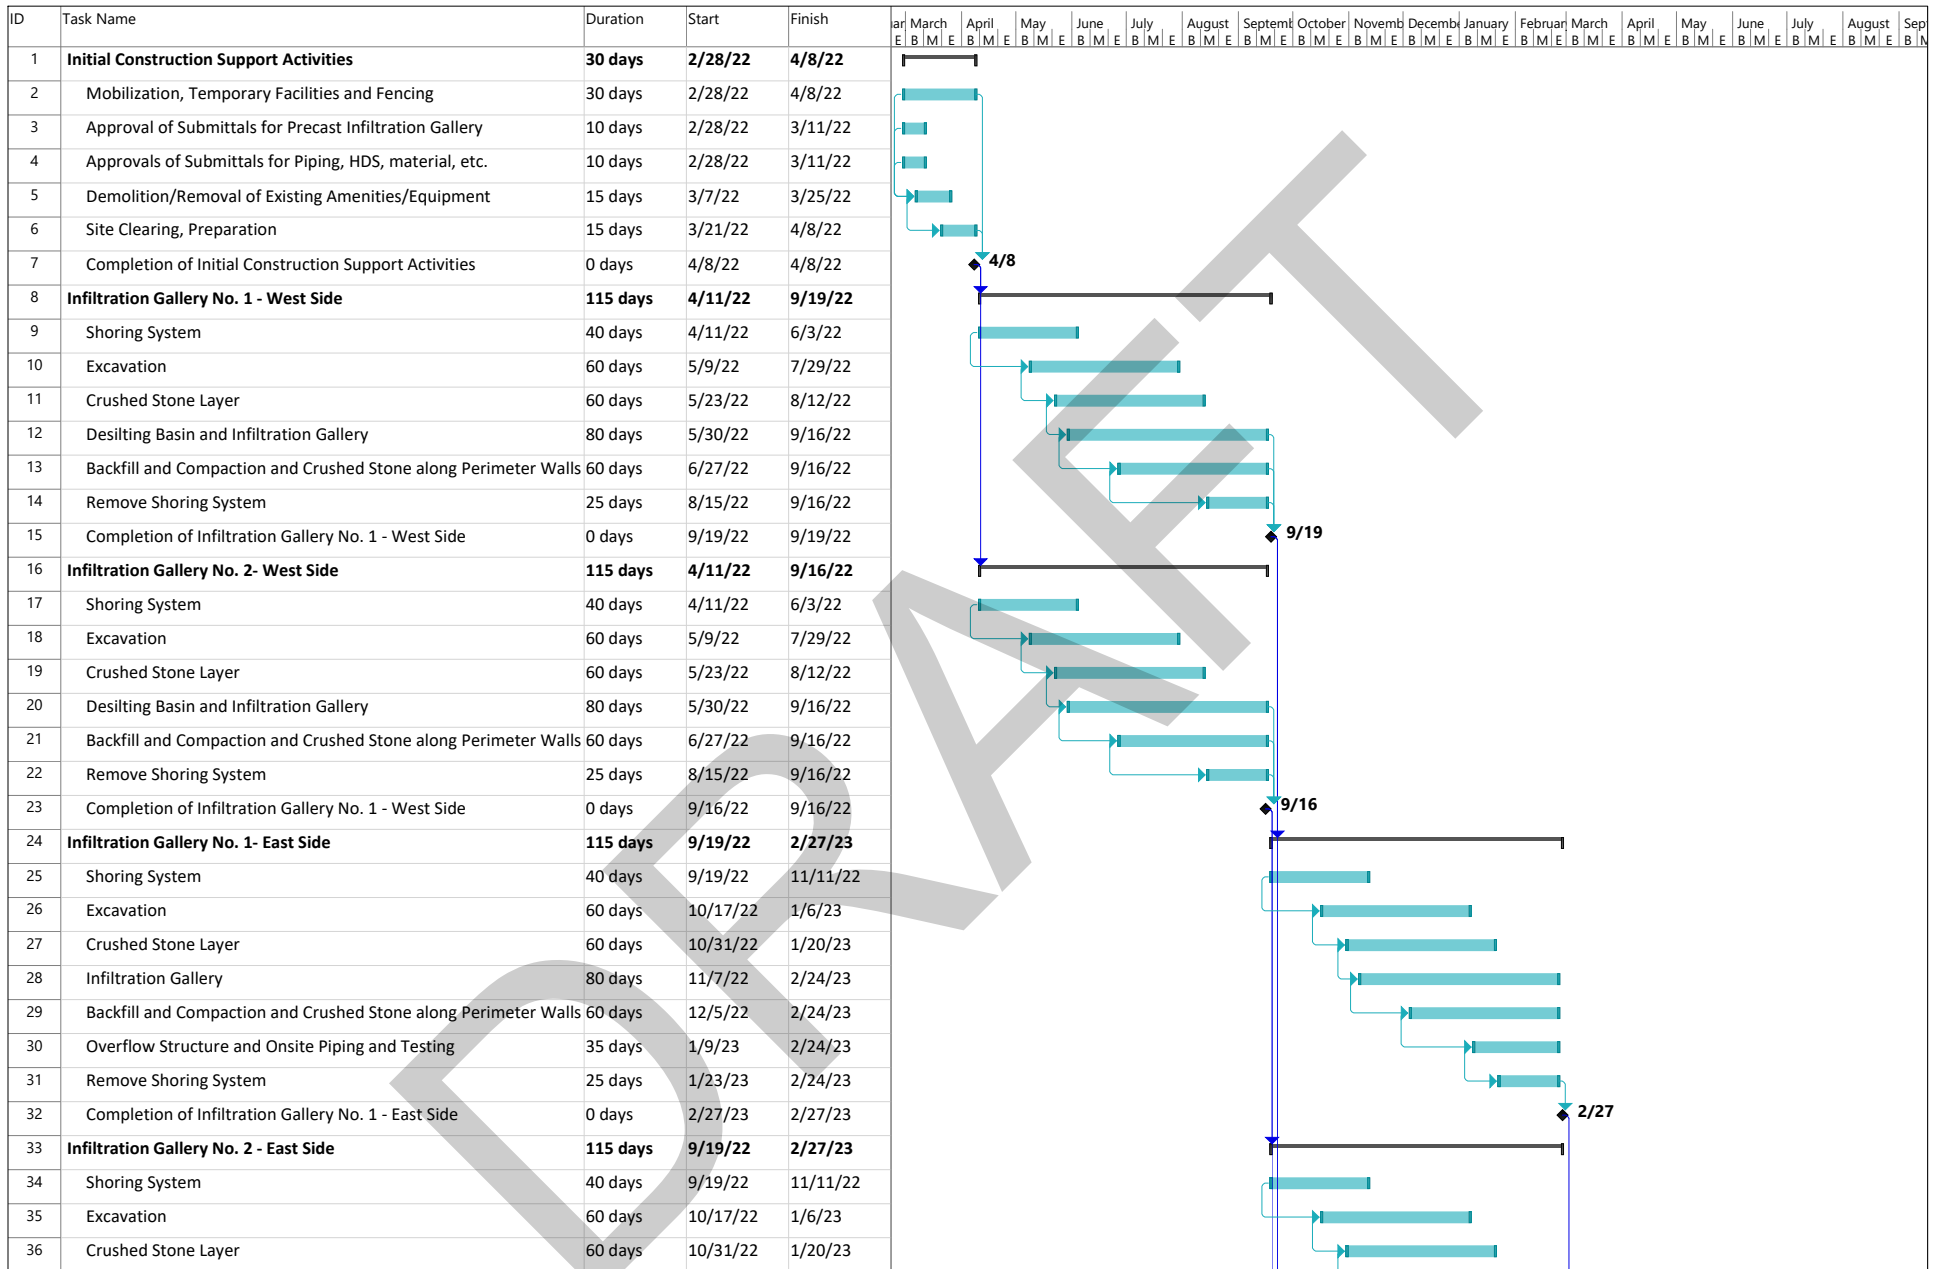 ID Task Name Duration Start Finish
March April May June July August Septemb October Novemb Decembe January Februar March April May June July August Sep
E B M E B M E B M E B M E B M E B M E B M E B M E B M E B M E B M E B M E B M E B M E B M E B M E B M E B M E B
1 Initial Construction Support Activities 30 days 2/28/22 4/8/22
2 Mobilization, Temporary Facilities and Fencing 30 days 2/28/22 4/8/22
3 Approval of Submittals for Precast Infiltration Gallery 10 days 2/28/22 3/11/22
4 Approvals of Submittals for Piping, HDS, material, etc. 10 days 2/28/22 3/11/22
5 Demolition/Removal of Existing Amenities/Equipment 15 days 3/7/22 3/25/22
6 Site Clearing, Preparation 15 days 3/21/22 4/8/22
7 Completion of Initial Construction Support Activities 0 days 4/8/22 4/8/22 4/8
8 Infiltration Gallery No. 1 - West Side 115 days 4/11/22 9/19/22
9 Shoring System 40 days 4/11/22 6/3/22
10 Excavation 60 days 5/9/22 7/29/22
11 Crushed Stone Layer 60 days 5/23/22 8/12/22
12 Desilting Basin and Infiltration Gallery 80 days 5/30/22 9/16/22
13 Backfill and Compaction and Crushed Stone along Perimeter Walls 60 days 6/27/22 9/16/22
14 Remove Shoring System 25 days 8/15/22 9/16/22
15 Completion of Infiltration Gallery No. 1 - West Side 0 days 9/19/22 9/19/22 9/19
16 Infiltration Gallery No. 2- West Side 115 days 4/11/22 9/16/22
17 Shoring System 40 days 4/11/22 6/3/22
18 Excavation 60 days 5/9/22 7/29/22
19 Crushed Stone Layer 60 days 5/23/22 8/12/22
20 Desilting Basin and Infiltration Gallery 80 days 5/30/22 9/16/22
21 Backfill and Compaction and Crushed Stone along Perimeter Walls 60 days 6/27/22 9/16/22
22 Remove Shoring System 25 days 8/15/22 9/16/22
23 Completion of Infiltration Gallery No. 1 - West Side 0 days 9/16/22 9/16/22 9/16
24 Infiltration Gallery No. 1- East Side 115 days 9/19/22 2/27/23
25 Shoring System 40 days 9/19/22 11/11/22
26 Excavation 60 days 10/17/22 1/6/23
27 Crushed Stone Layer 60 days 10/31/22 1/20/23
28 Infiltration Gallery 80 days 11/7/22 2/24/23
29 Backfill and Compaction and Crushed Stone along Perimeter Walls 60 days 12/5/22 2/24/23
30 Overflow Structure and Onsite Piping and Testing 35 days 1/9/23 2/24/23
31 Remove Shoring System 25 days 1/23/23 2/24/23
32 Completion of Infiltration Gallery No. 1 - East Side 0 days 2/27/23 2/27/23 2/27
33 Infiltration Gallery No. 2 - East Side 115 days 9/19/22 2/27/23
34 Shoring System 40 days 9/19/22 11/11/22
35 Excavation 60 days 10/17/22 1/6/23
36 Crushed Stone Layer 60 days 10/31/22 1/20/23
DRAFT